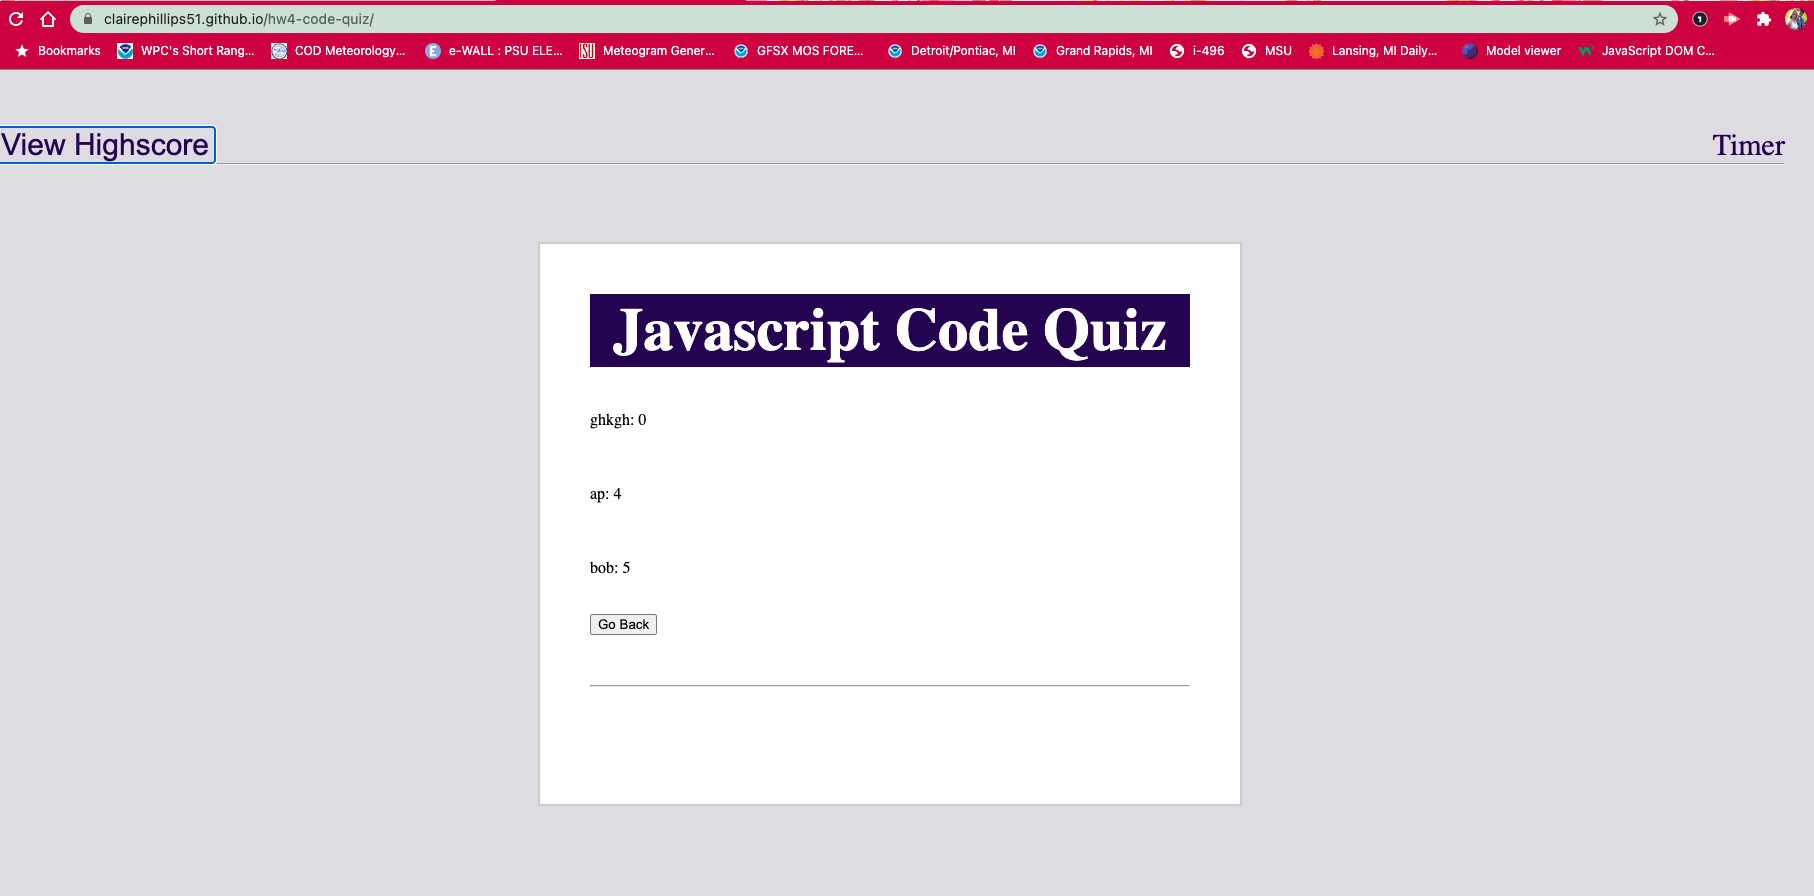 clairephillips51.github.io/hw4-code-quiz/
Bookmarks WPC's Short Rang... COD Meteorology... e-WALL : PSU ELE... Meteogram Gener... GFSX MOS FORE... Detroit/Pontiac, MI Grand Rapids, MI i-496 MSU Lansing, MI Daily... Model viewer JavaScript DOM C...
View Highscore Timer
Javascript Code Quiz
ghkgh: 0
ap: 4
bob: 5
Go Back